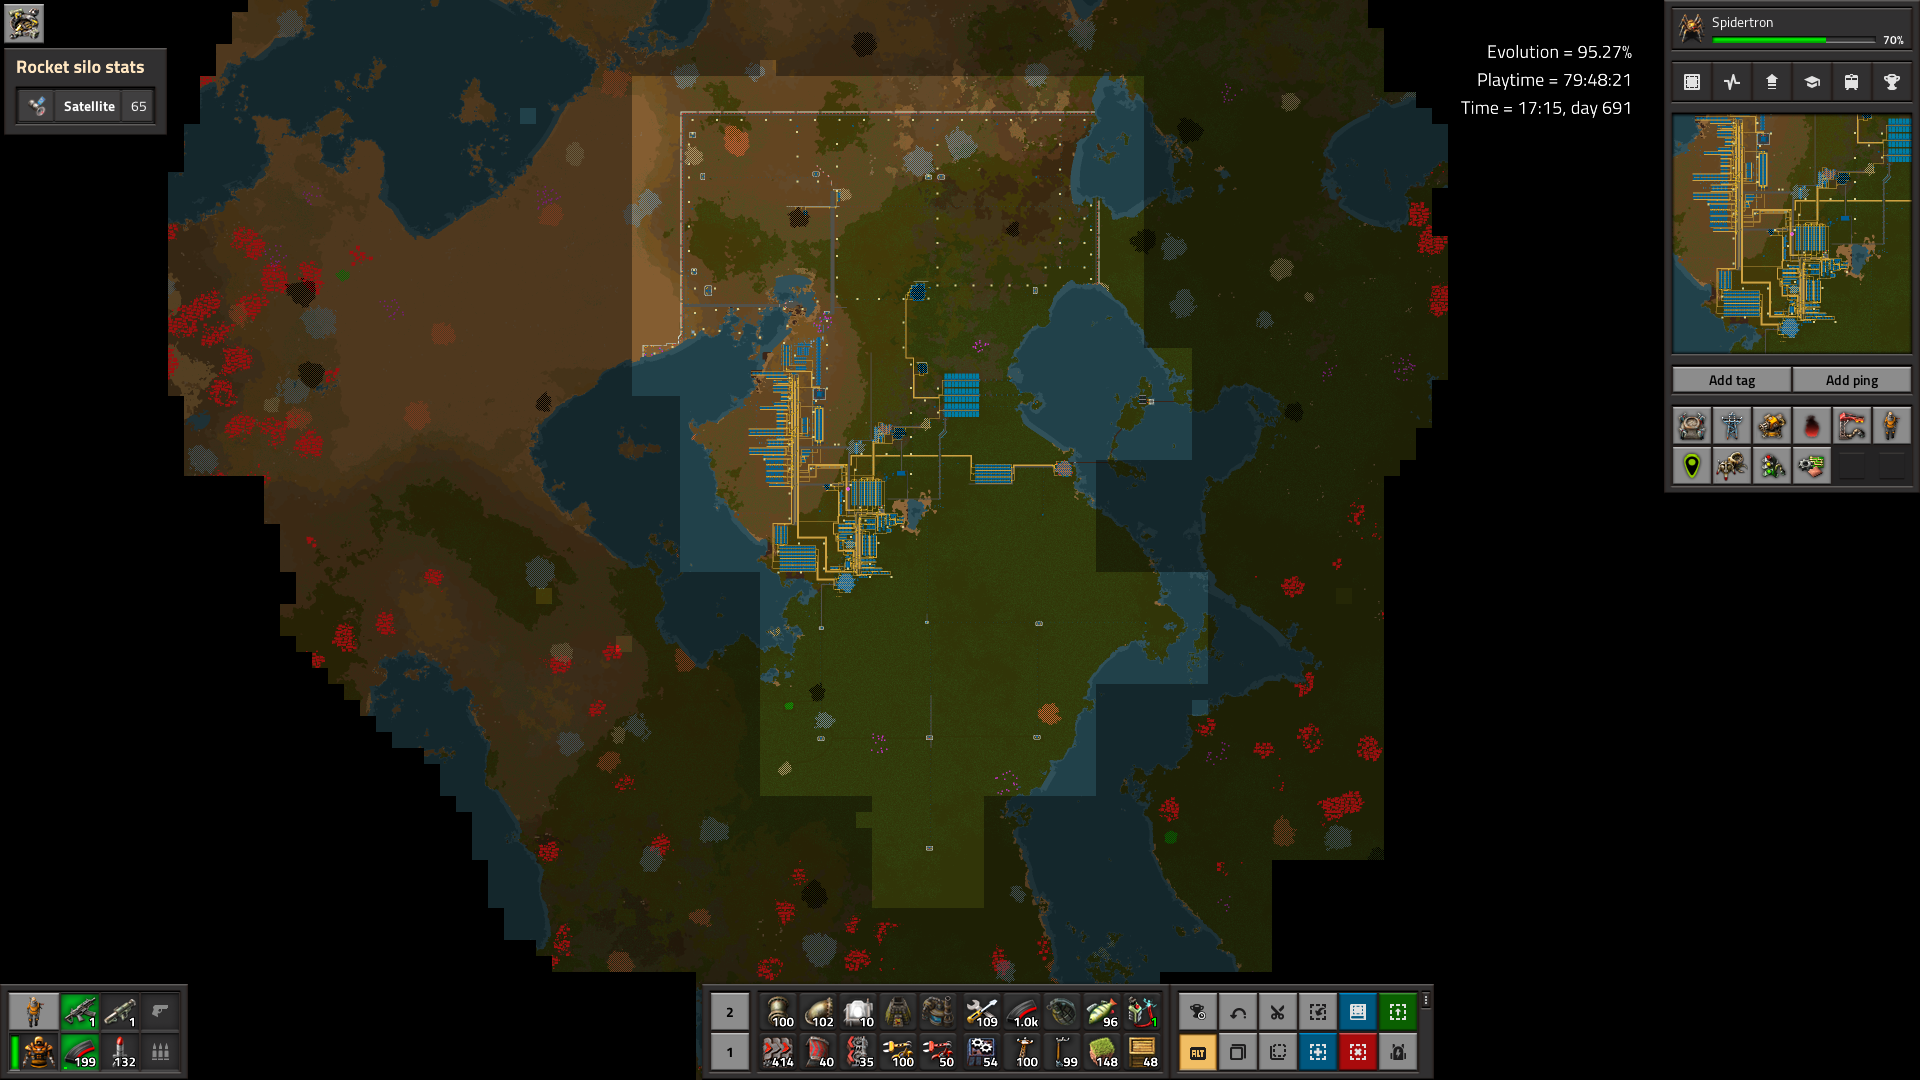 Rocket silo stats
Satellite 65
Evolution = 95.27%
Playtime = 79:48:21
Time = 17:15, day 691
Spidertron
70%
Add tag
Add ping
1
1
199
132
2
100
102
10
109
1.0k
96
1
1
414
40
35
100
50
54
100
99
148
48
ALT